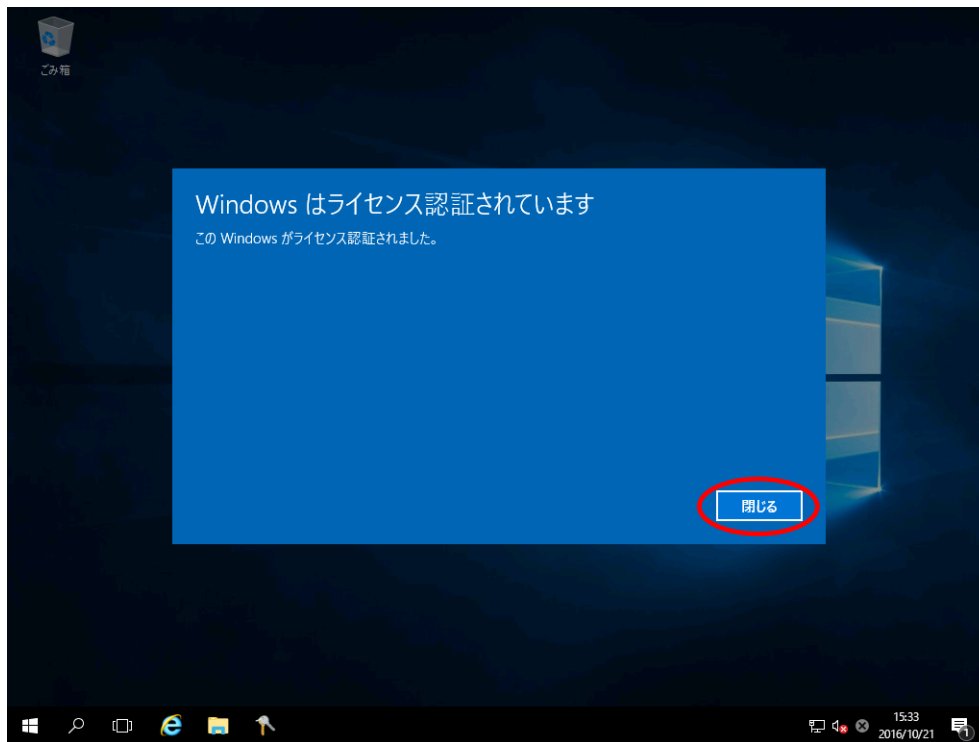 ごみ箱
Windows はライセンス認証されています
この Windows がライセンス認証されました。
閉じる
15:33
2016/10/21
1